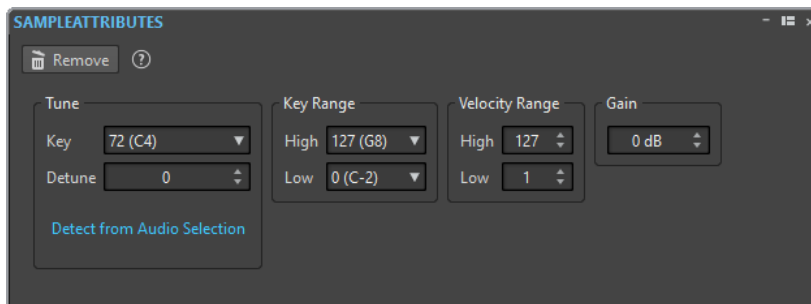 SAMPLEATTRIBUTES
Remove ?
Tune
Key 72 (C4)
Detune 0
Detect from Audio Selection
Key Range
High 127 (G8)
Low 0 (C-2)
Velocity Range
High 127
Low 1
Gain
0 dB